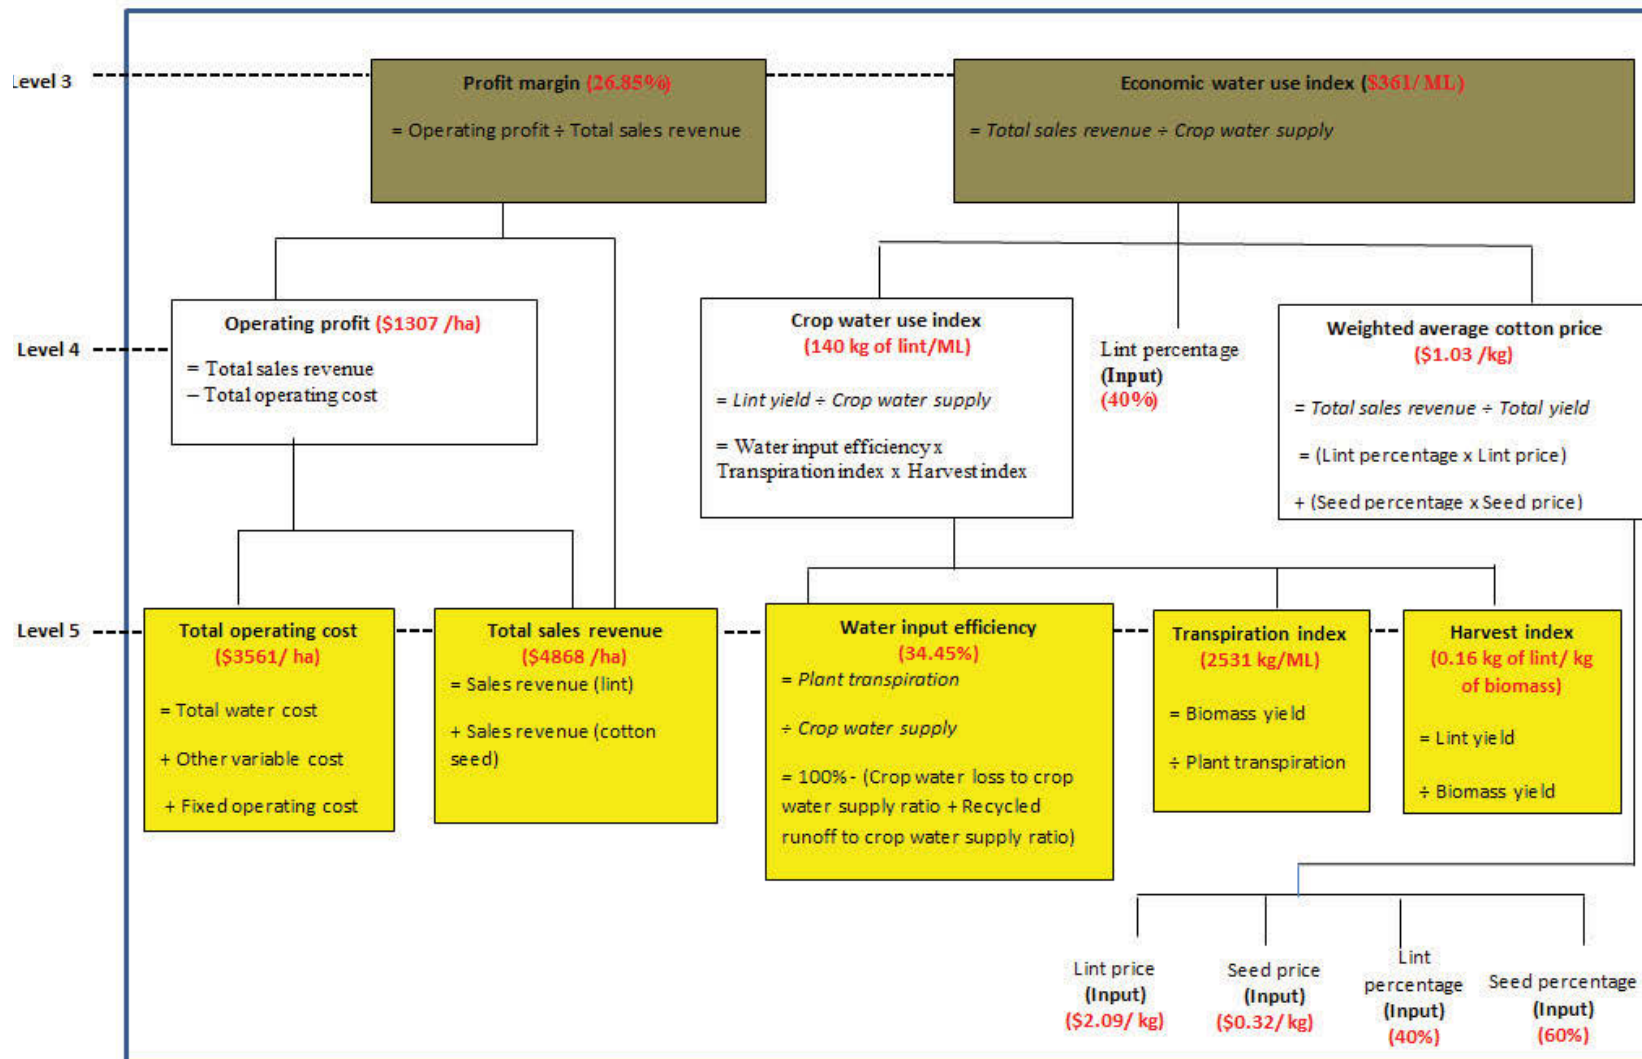 Level 3
Profit margin (26.85%)
= Operating profit ÷ Total sales revenue
Economic water use index ($361/ ML)
= Total sales revenue ÷ Crop water supply
Level 4
Operating profit ($1307 /ha)
= Total sales revenue
− Total operating cost
Crop water use index
(140 kg of lint/ML)
= Lint yield ÷ Crop water supply
= Water input efficiency x
Transpiration index x Harvest index
Lint percentage
(Input)
(40%)
Weighted average cotton price
($1.03 /kg)
= Total sales revenue ÷ Total yield
= (Lint percentage x Lint price)
+ (Seed percentage x Seed price)
Level 5
Total operating cost
($3561/ ha)
= Total water cost
+ Other variable cost
+ Fixed operating cost
Total sales revenue
($4868 /ha)
= Sales revenue (lint)
+ Sales revenue (cotton
seed)
Water input efficiency
(34.45%)
= Plant transpiration
÷ Crop water supply
= 100% - (Crop water loss to crop
water supply ratio + Recycled
runoff to crop water supply ratio)
Transpiration index
(2531 kg/ML)
= Biomass yield
÷ Plant transpiration
Harvest index
(0.16 kg of lint/ kg
of biomass)
= Lint yield
÷ Biomass yield
Lint price
(Input)
($2.09/ kg)
Seed price
(Input)
($0.32/ kg)
Lint
percentage
(Input)
(40%)
Seed percentage
(Input)
(60%)